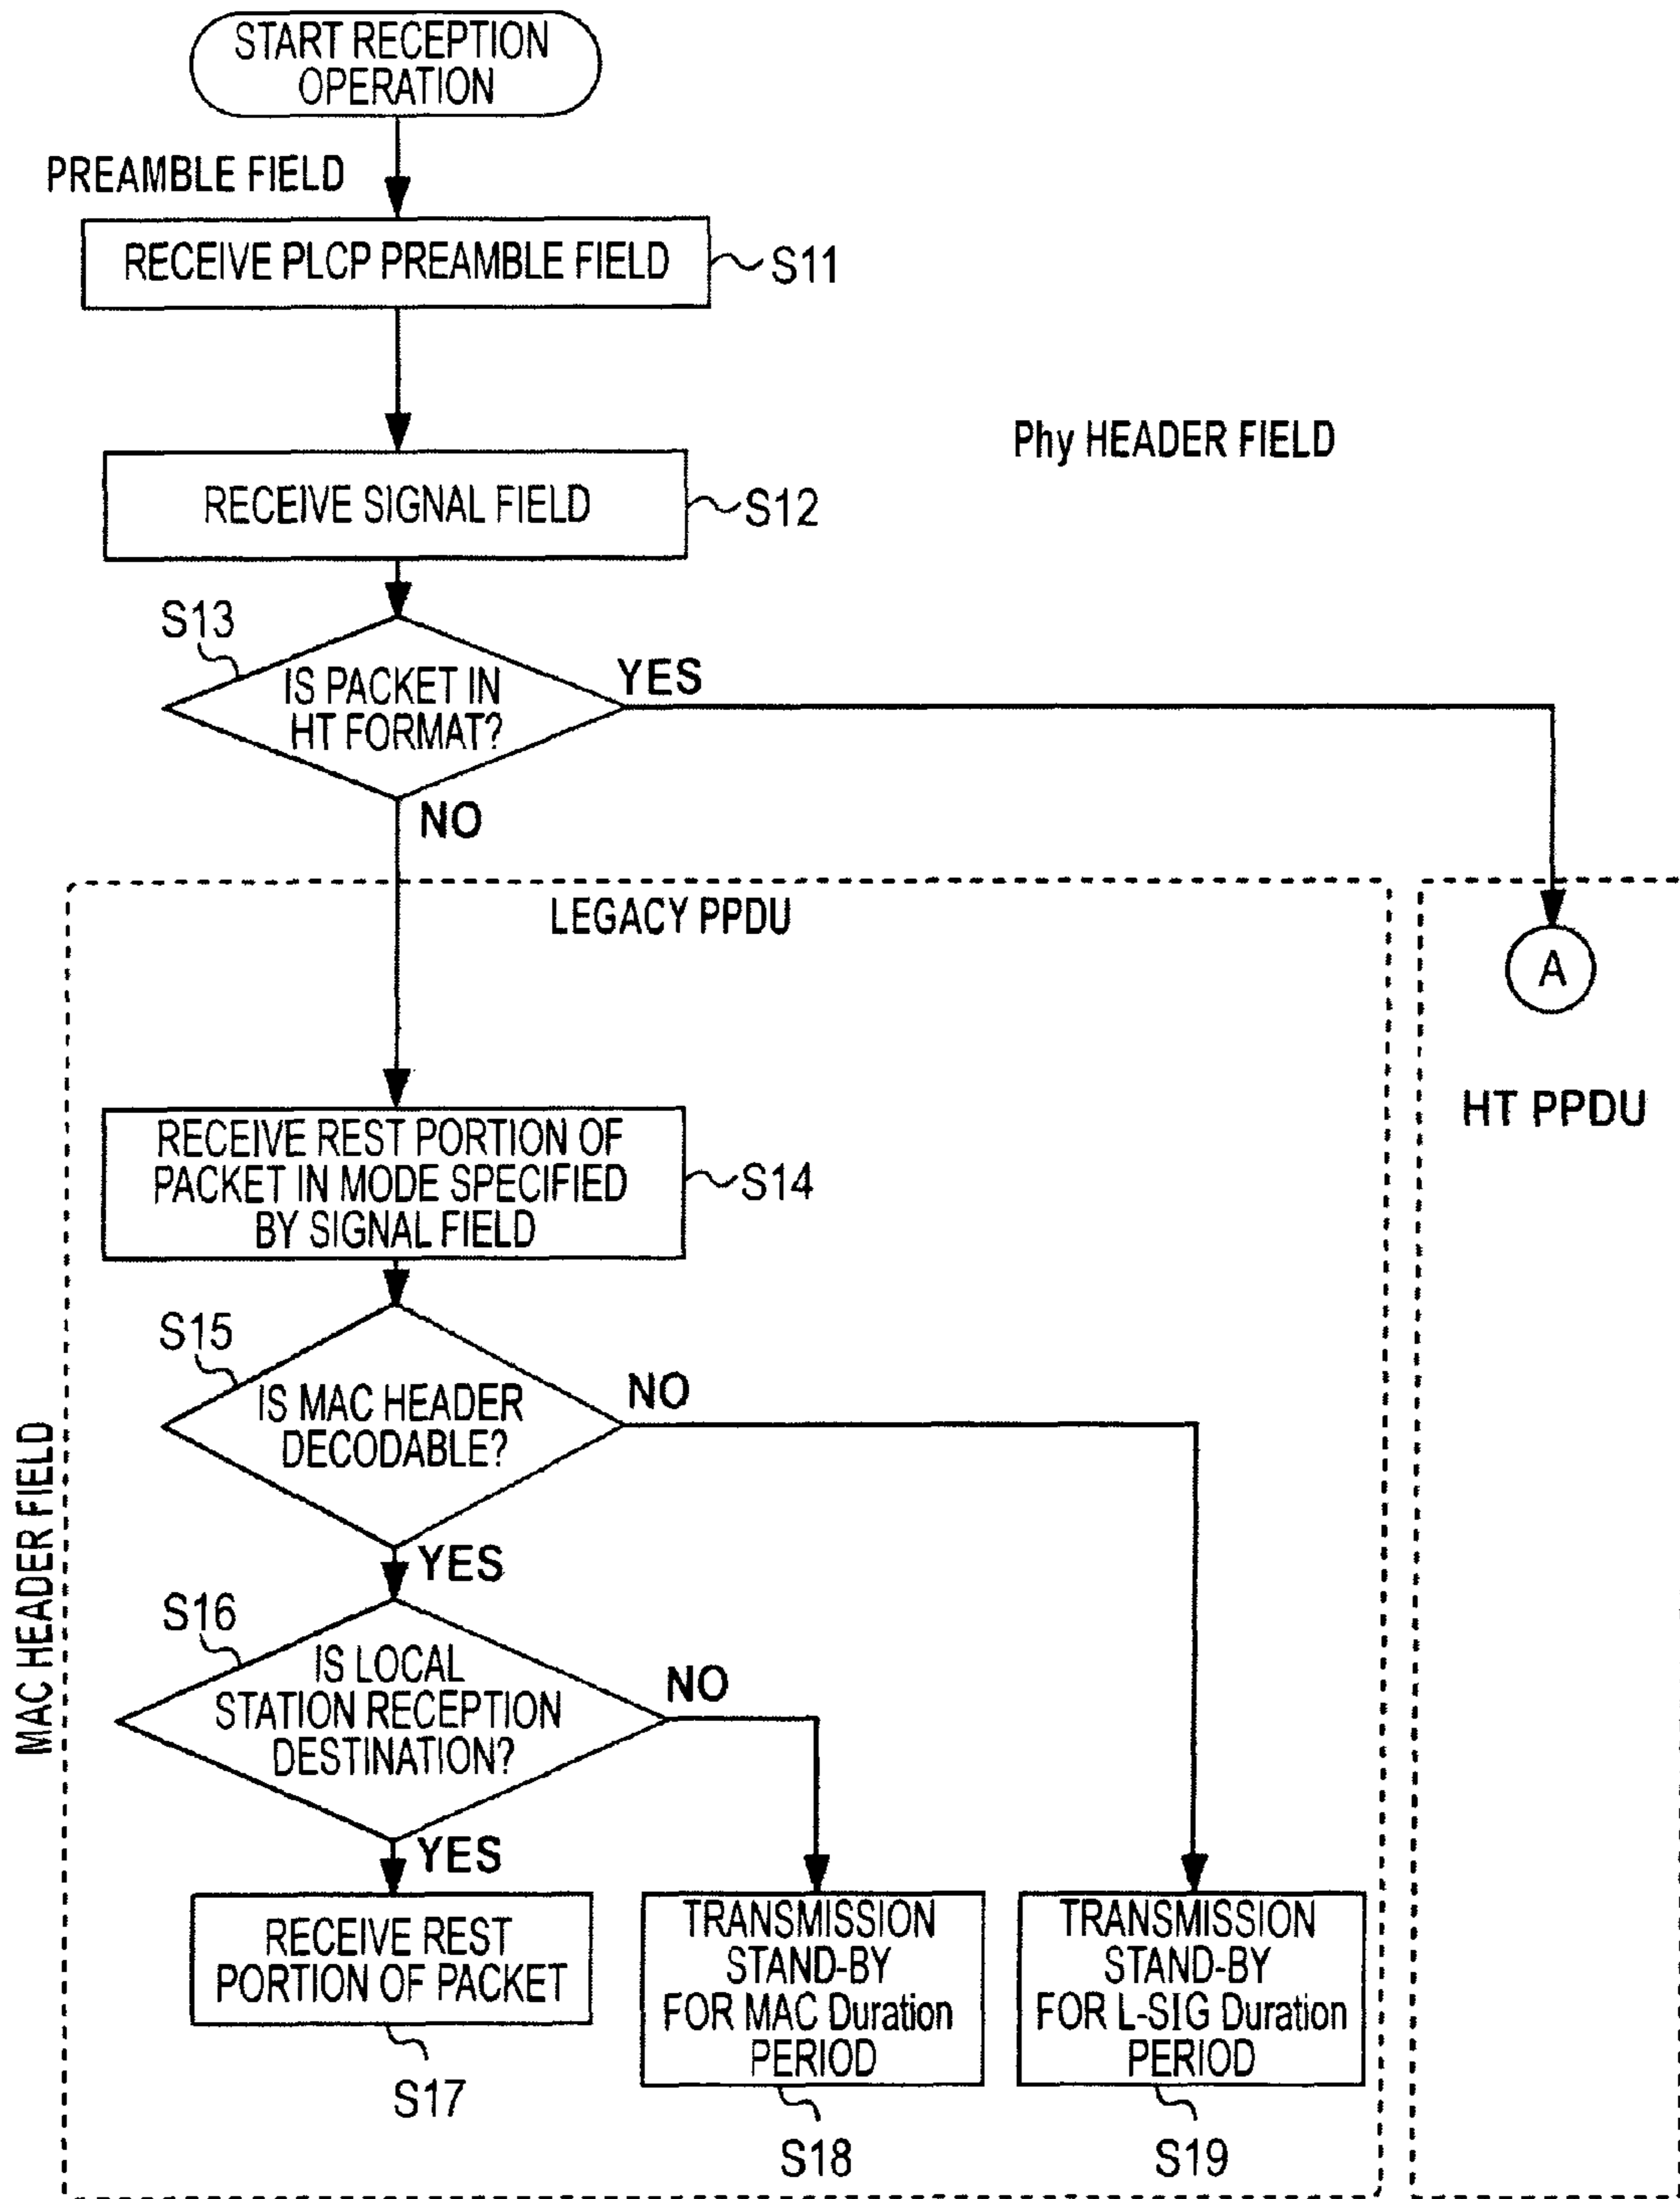 START RECEPTION
OPERATION
PREAMBLE FIELD
RECEIVE PLCP PREAMBLE FIELD
S11
Phy HEADER FIELD
RECEIVE SIGNAL FIELD
S12
S13
IS PACKET IN
HT FORMAT?
YES
NO
LEGACY PPDU
A
HT PPDU
RECEIVE REST PORTION OF
PACKET IN MODE SPECIFIED
BY SIGNAL FIELD
S14
S15
IS MAC HEADER
DECODABLE?
NO
YES
MAC HEADER FIELD
S16
IS LOCAL
STATION RECEPTION
DESTINATION?
NO
YES
RECEIVE REST
PORTION OF PACKET
S17
TRANSMISSION
STAND-BY
FOR MAC Duration
PERIOD
S18
TRANSMISSION
STAND-BY
FOR L-SIG Duration
PERIOD
S19